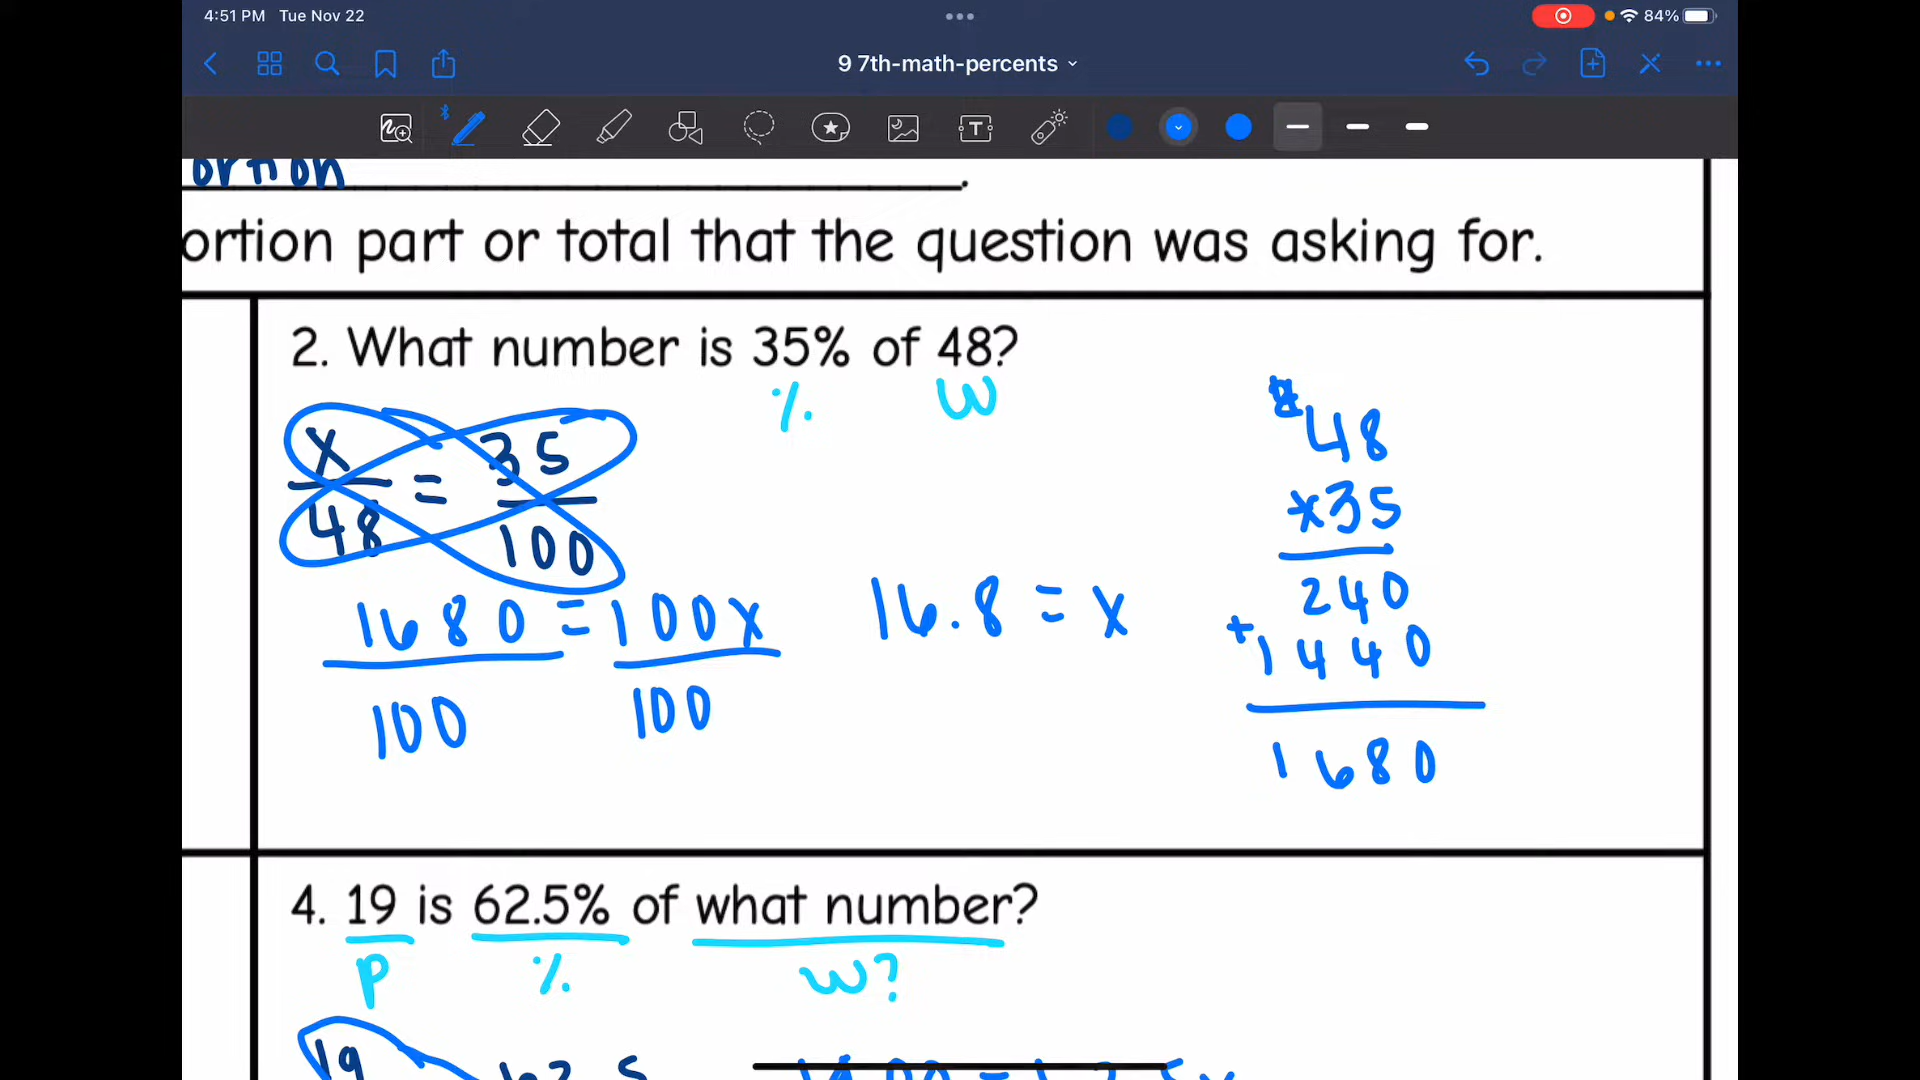 4:51 PM Tue Nov 22
84%
9 7th-math-percents
ortion
.
ortion part or total that the question was asking for.
2. What number is 35% of 48?
% W
x/48 = 35/100
1680 = 100x
100 100
16.8 = x
48
x35
240
+1440
1680
4. 19 is 62.5% of what number?
P % W?
19